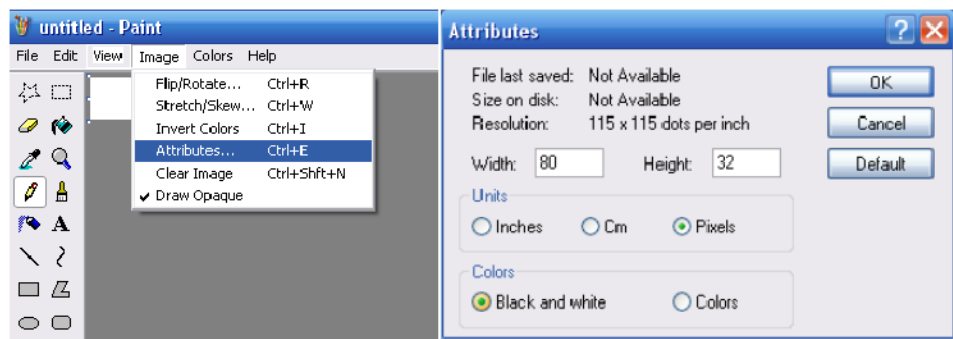 untitled - Paint
File Edit View Image Colors Help
Flip/Rotate... Ctrl+R
Stretch/Skew... Ctrl+W
Invert Colors Ctrl+I
Attributes... Ctrl+E
Clear Image Ctrl+Shft+N
Draw Opaque
A
Attributes
File last saved: Not Available
Size on disk: Not Available
Resolution: 115 x 115 dots per inch
Width: 80 Height: 32
OK
Cancel
Default
Units
Inches Cm Pixels
Colors
Black and white Colors